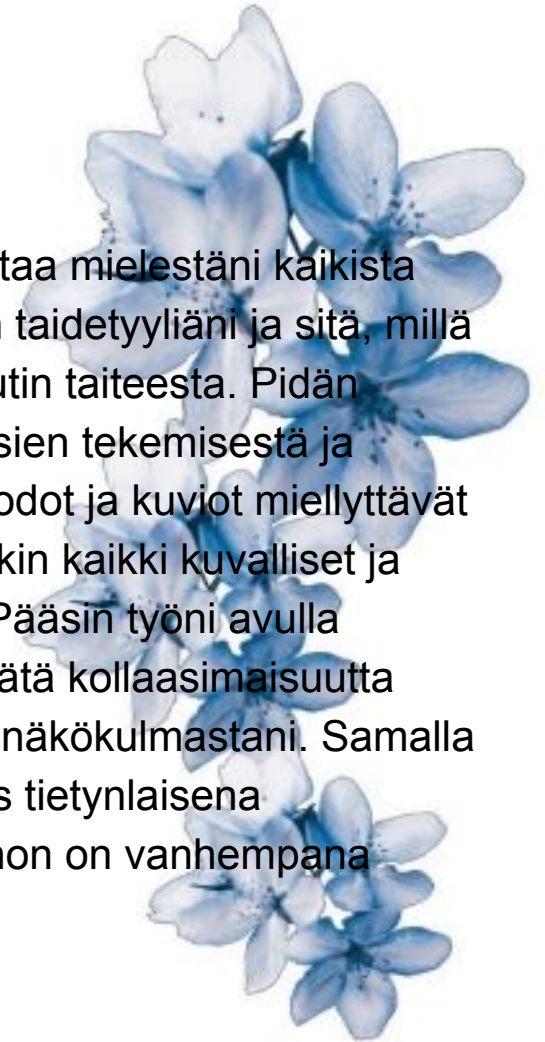 taa mielestäni kaikista
taidetyyliäni ja sitä, millä
utin taiteesta. Pidän
sien tekemisestä ja
odot ja kuviot miellyttävät
kin kaikki kuvalliset ja
Pääsin työni avulla
ätä kollaasimaisuutta
näkökulmastani. Samalla
s tietynlaisena
non on vanhempana